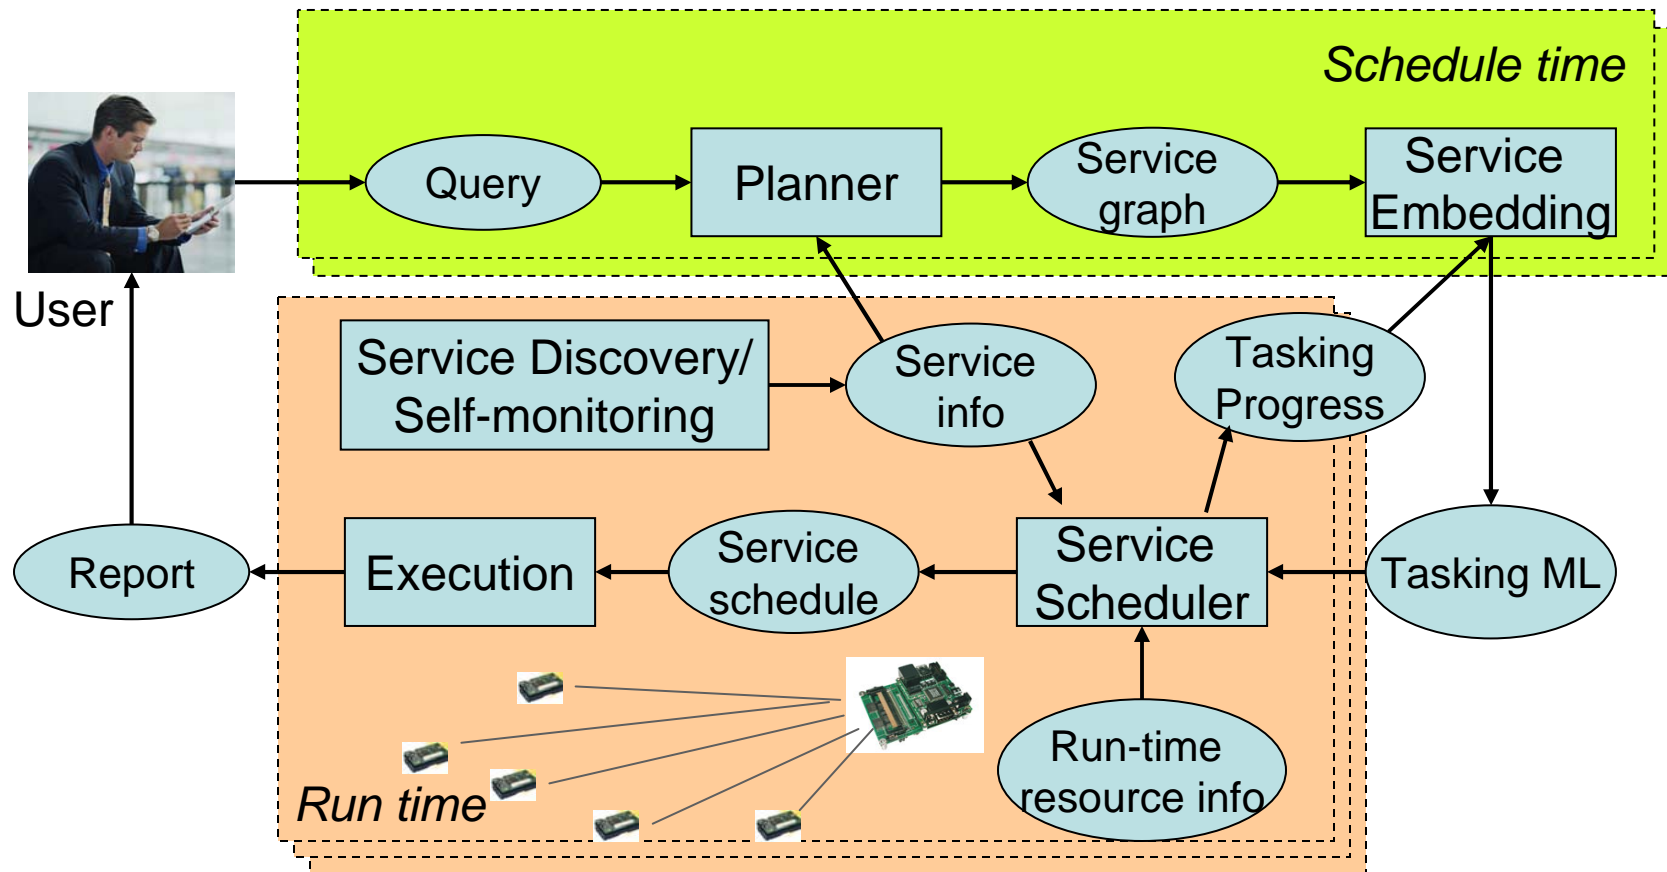 Schedule time
Query
Planner
Service
graph
Service
Embedding
User
Service Discovery/
Self-monitoring
Service
info
Tasking
Progress
Report
Execution
Service
schedule
Service
Scheduler
Tasking ML
Run-time
resource info
Run time